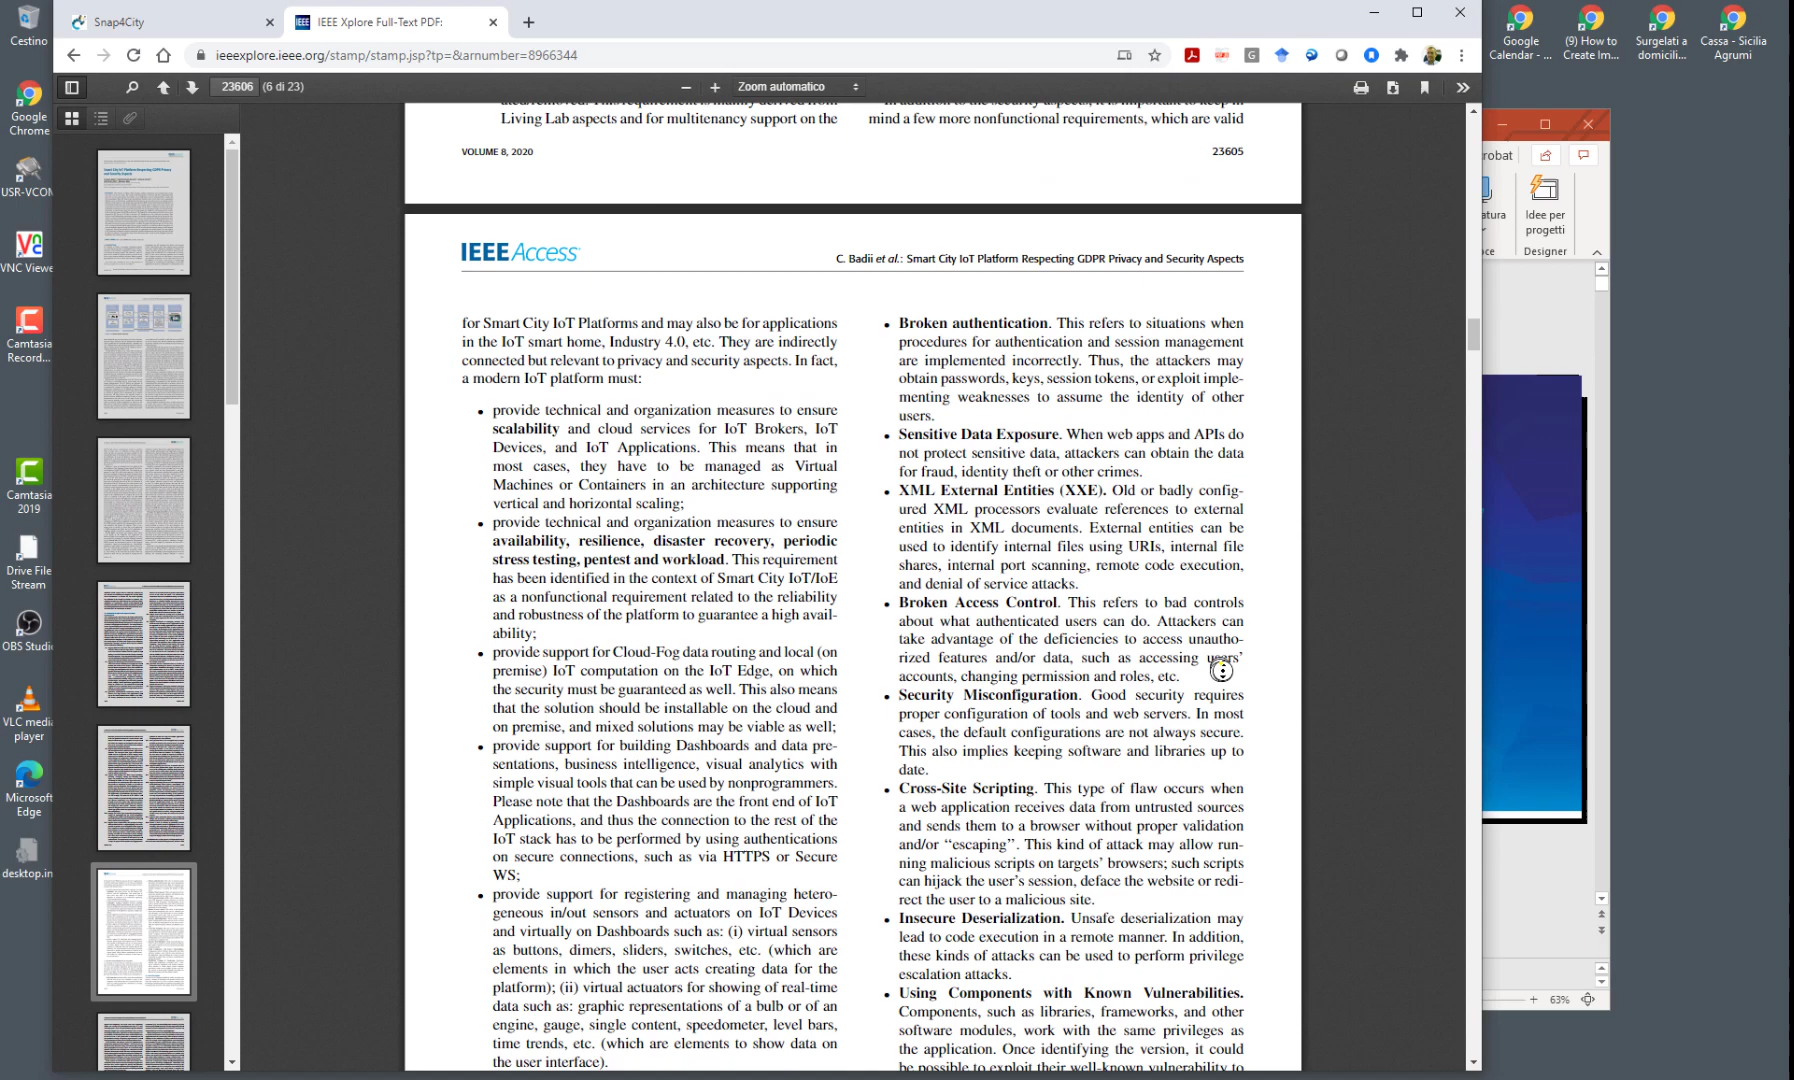 Cestino
Google
Chrome
USR-VCON
VNC Viewe
Camtasia
Record...
Camtasia
2019
Drive File
Stream
OBS Studi
VLC medi
player
Microsoft
Edge
desktop.in
Snap4City
IEEE Xplore Full-Text PDF:
ieeexplore.ieee.org/stamp/stamp.jsp?tp=&arnumber=8966344
23606 (6 di 23)
Zoom automatico
Living Lab aspects and for multitenancy support on the
mind a few more nonfunctional requirements, which are valid
VOLUME 8, 2020
23605
IEEE Access
C. Badii et al.: Smart City IoT Platform Respecting GDPR Privacy and Security Aspects
for Smart City IoT Platforms and may also be for applications
in the IoT smart home, Industry 4.0, etc. They are indirectly
connected but relevant to privacy and security aspects. In fact,
a modern IoT platform must:
• provide technical and organization measures to ensure
scalability and cloud services for IoT Brokers, IoT
Devices, and IoT Applications. This means that in
most cases, they have to be managed as Virtual
Machines or Containers in an architecture supporting
vertical and horizontal scaling;
• provide technical and organization measures to ensure
availability, resilience, disaster recovery, periodic
stress testing, pentest and workload. This requirement
has been identified in the context of Smart City IoT/IoE
as a nonfunctional requirement related to the reliability
and robustness of the platform to guarantee a high avail-
ability;
• provide support for Cloud-Fog data routing and local (on
premise) IoT computation on the IoT Edge, on which
the security must be guaranteed as well. This also means
that the solution should be installable on the cloud and
on premise, and mixed solutions may be viable as well;
• provide support for building Dashboards and data pre-
sentations, business intelligence, visual analytics with
simple visual tools that can be used by nonprogrammers.
Please note that the Dashboards are the front end of IoT
Applications, and thus the connection to the rest of the
IoT stack has to be performed by using authentications
on secure connections, such as via HTTPS or Secure
WS;
• provide support for registering and managing hetero-
geneous in/out sensors and actuators on IoT Devices
and virtually on Dashboards such as: (i) virtual sensors
as buttons, dimers, sliders, switches, etc. (which are
elements in which the user acts creating data for the
platform); (ii) virtual actuators for showing of real-time
data such as: graphic representations of a bulb or of an
engine, gauge, single content, speedometer, level bars,
time trends, etc. (which are elements to show data on
the user interface).
• Broken authentication. This refers to situations when
procedures for authentication and session management
are implemented incorrectly. Thus, the attackers may
obtain passwords, keys, session tokens, or exploit imple-
menting weaknesses to assume the identity of other
users.
• Sensitive Data Exposure. When web apps and APIs do
not protect sensitive data, attackers can obtain the data
for fraud, identity theft or other crimes.
• XML External Entities (XXE). Old or badly config-
ured XML processors evaluate references to external
entities in XML documents. External entities can be
used to identify internal files using URIs, internal file
shares, internal port scanning, remote code execution,
and denial of service attacks.
• Broken Access Control. This refers to bad controls
about what authenticated users can do. Attackers can
take advantage of the deficiencies to access unautho-
rized features and/or data, such as accessing users'
accounts, changing permission and roles, etc.
• Security Misconfiguration. Good security requires
proper configuration of tools and web servers. In most
cases, the default configurations are not always secure.
This also implies keeping software and libraries up to
date.
• Cross-Site Scripting. This type of flaw occurs when
a web application receives data from untrusted sources
and sends them to a browser without proper validation
and/or ‘‘escaping’’. This kind of attack may allow run-
ning malicious scripts on targets’ browsers; such scripts
can hijack the user’s session, deface the website or redi-
rect the user to a malicious site.
• Insecure Deserialization. Unsafe deserialization may
lead to code execution in a remote manner. In addition,
these kinds of attacks can be used to perform privilege
escalation attacks.
• Using Components with Known Vulnerabilities.
Components, such as libraries, frameworks, and other
software modules, work with the same privileges as
the application. Once identifying the version, it could
be possible to exploit their well-known vulnerability to
Google
Calendar - ...
(9) How to
Create Im...
Surgelati a
domicili...
Cassa - Sicilia
Agrumi
robat
atura
Idee per
progetti
Designer
63%